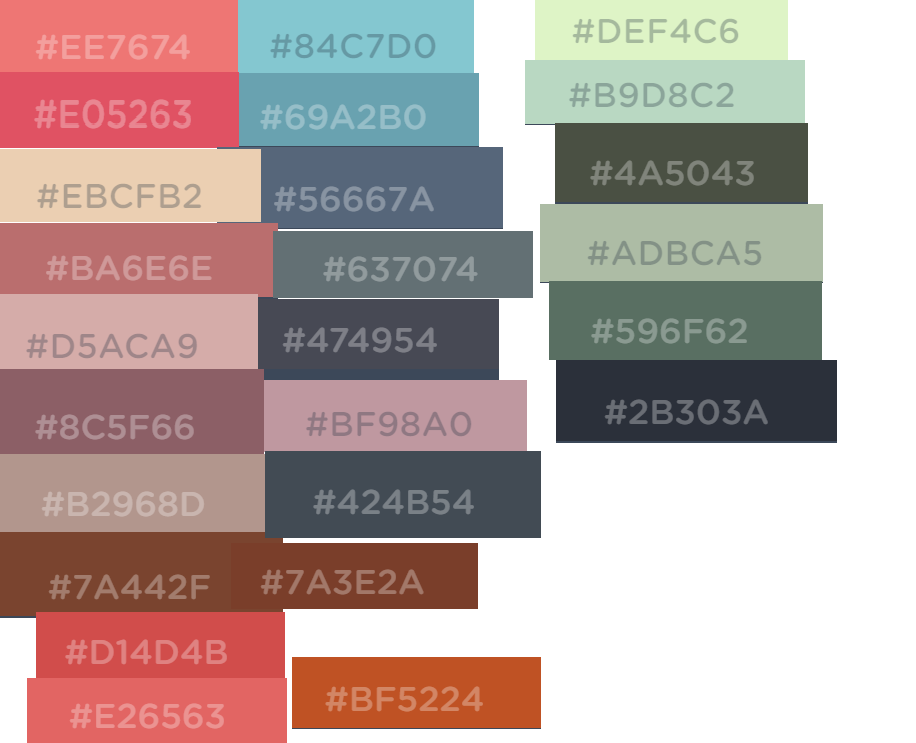 #EE7674
#E05263
#EBCFB2
#BA6E6E
#D5ACA9
#8C5F66
#B2968D
#7A442F
#D14D4B
#E26563
#84C7D0
#69A2B0
#56667A
#637074
#474954
#BF98A0
#424B54
#7A3E2A
#BF5224
#DEF4C6
#B9D8C2
#4A5043
#ADBCA5
#596F62
#2B303A